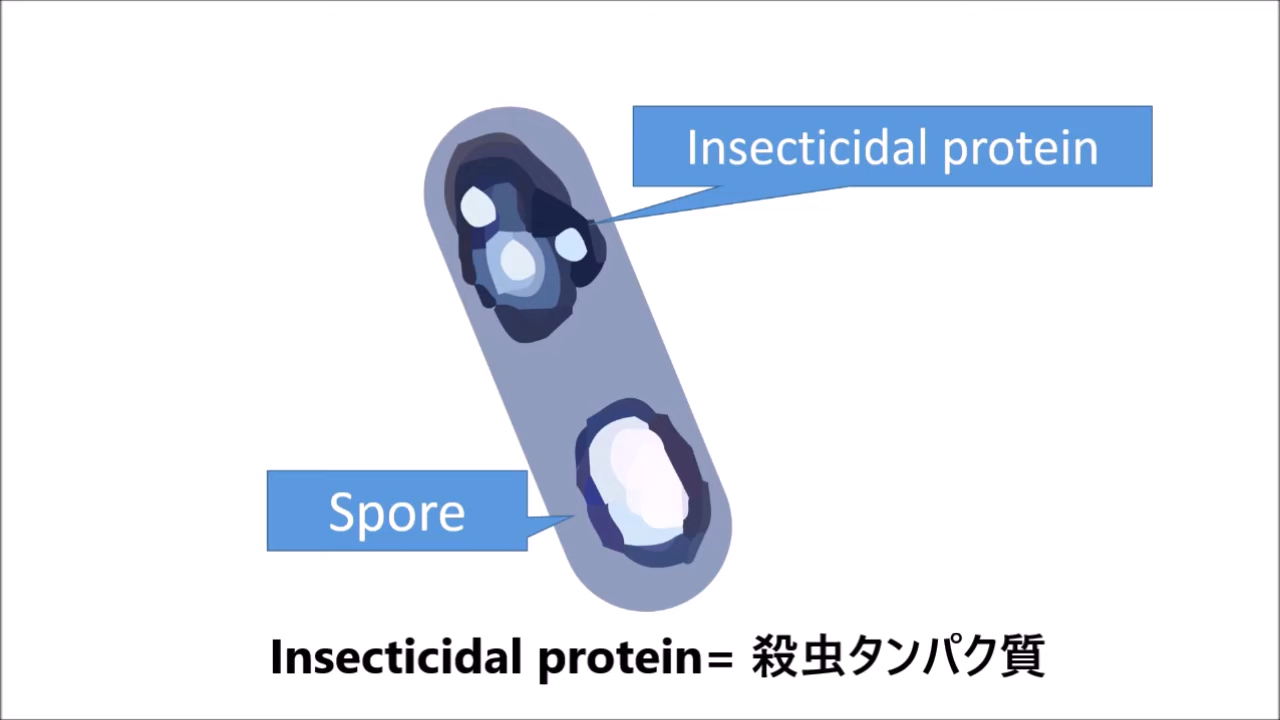 Insecticidal protein
Spore
Insecticidal protein= 殺虫タンパク質